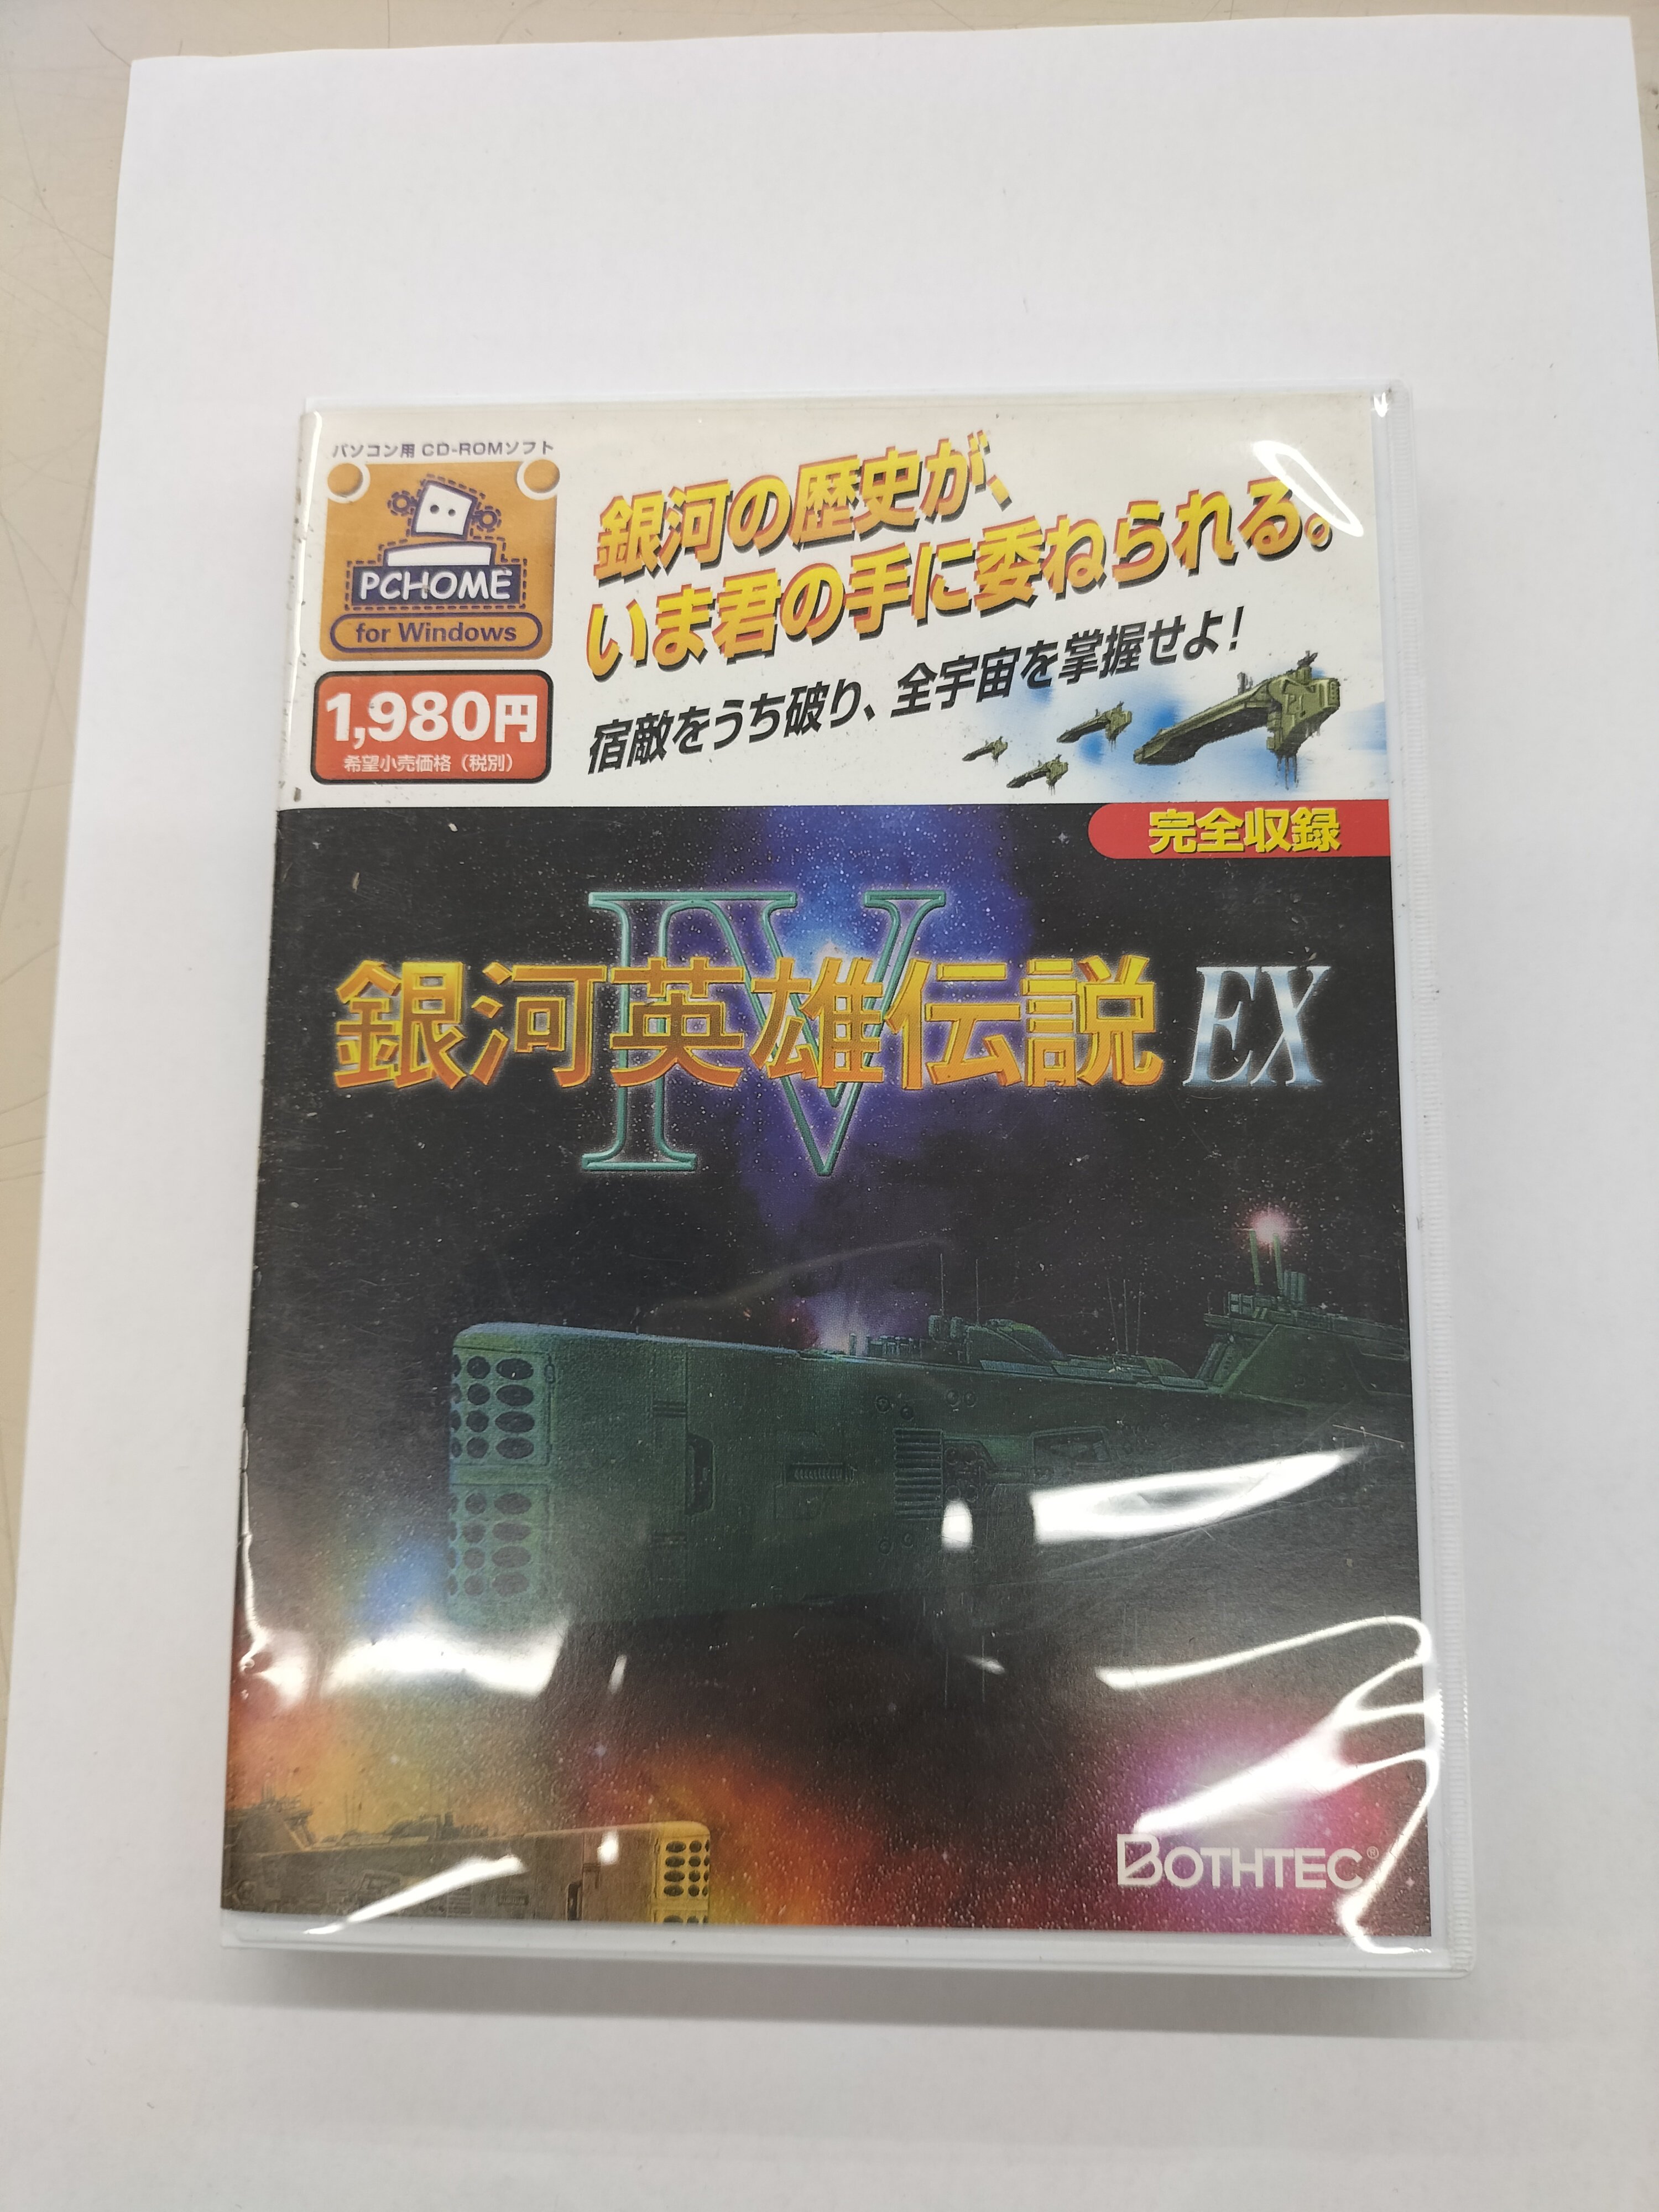 パソコン用 CD-ROMソフト
PCHOME
for Windows
1,980円
希望小売価格（税別）
銀河の歴史が、
いま君の手に委ねられる。
宿敵をうち破り、全宇宙を掌握せよ！
完全収録
IV
銀河英雄伝説 EX
BOTHTEC®